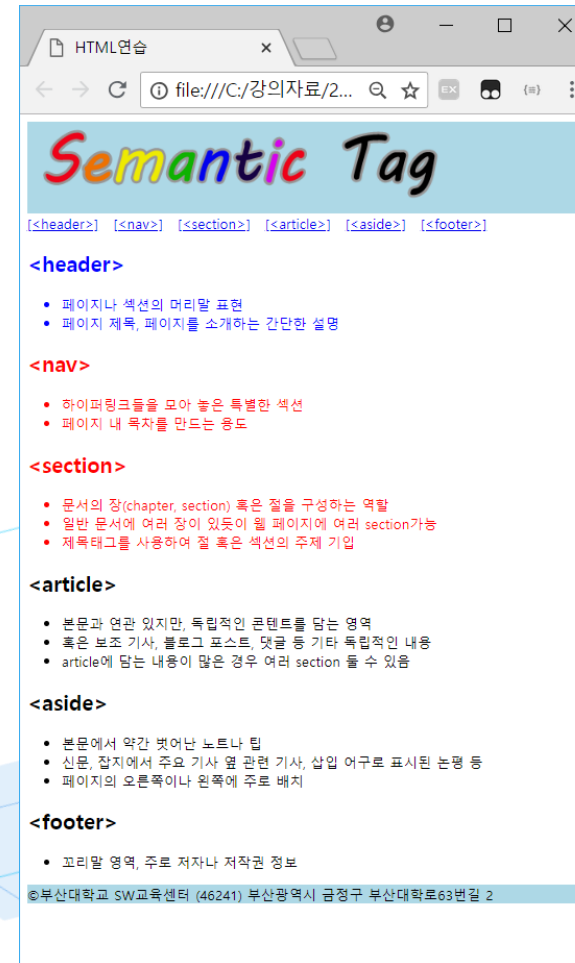 HTML연습
file:///C:/강의자료/2...
EX
{≡}
Semantic Tag
[<header>] [<nav>] [<section>] [<article>] [<aside>] [<footer>]
<header>
• 페이지나 섹션의 머리말 표현
• 페이지 제목, 페이지를 소개하는 간단한 설명
<nav>
• 하이퍼링크들을 모아 놓은 특별한 섹션
• 페이지 내 목차를 만드는 용도
<section>
• 문서의 장(chapter, section) 혹은 절을 구성하는 역할
• 일반 문서에 여러 장이 있듯이 웹 페이지에 여러 section가능
• 제목태그를 사용하여 절 혹은 섹션의 주제 기입
<article>
• 본문과 연관 있지만, 독립적인 콘텐트를 담는 영역
• 혹은 보조 기사, 블로그 포스트, 댓글 등 기타 독립적인 내용
• article에 담는 내용이 많은 경우 여러 section 둘 수 있음
<aside>
• 본문에서 약간 벗어난 노트나 팁
• 신문, 잡지에서 주요 기사 옆 관련 기사, 삽입 어구로 표시된 논평 등
• 페이지의 오른쪽이나 왼쪽에 주로 배치
<footer>
• 꼬리말 영역, 주로 저자나 저작권 정보
©부산대학교 SW교육센터 (46241) 부산광역시 금정구 부산대학로63번길 2